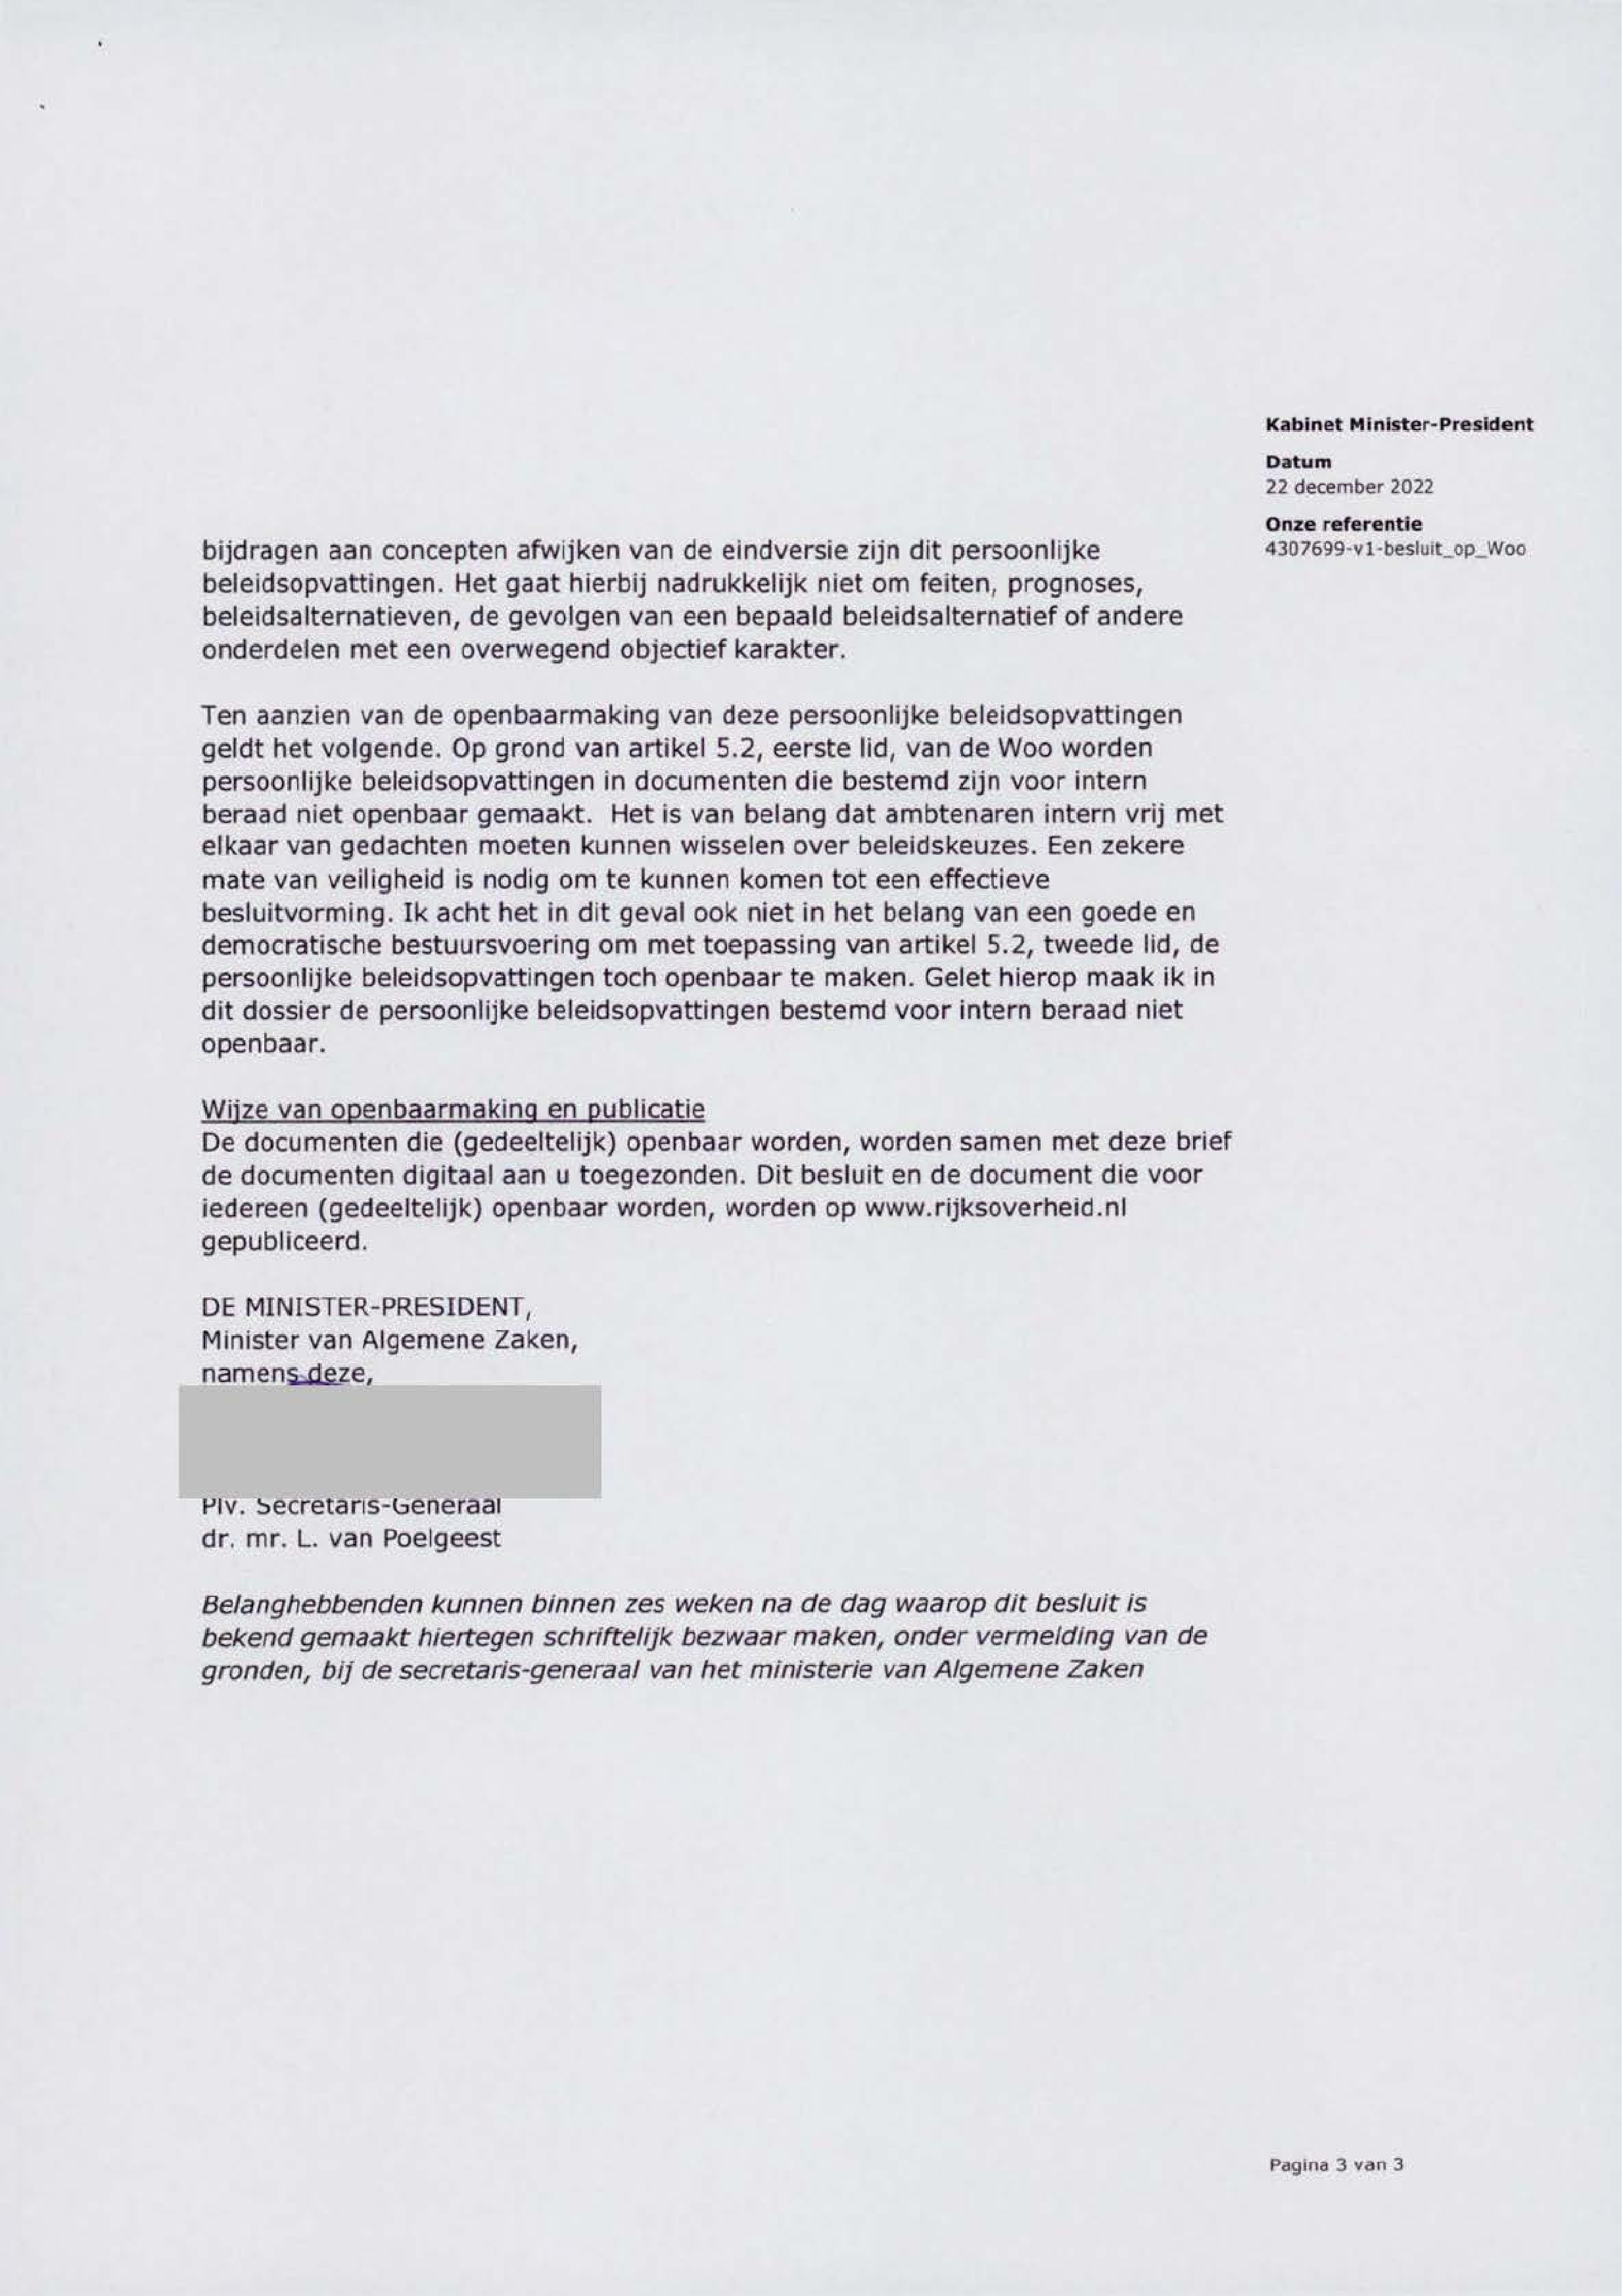 Kabinet Minister-President
Datum
22 december 2022
Onze referentie
4307699-v1-besluit_op_Woo
bijdragen aan concepten afwijken van de eindversie zijn dit persoonlijke
beleidsopvattingen. Het gaat hierbij nadrukkelijk niet om feiten, prognoses,
beleidsalternatieven, de gevolgen van een bepaald beleidsalternatief of andere
onderdelen met een overwegend objectief karakter.
Ten aanzien van de openbaarmaking van deze persoonlijke beleidsopvattingen
geldt het volgende. Op grond van artikel 5.2, eerste lid, van de Woo worden
persoonlijke beleidsopvattingen in documenten die bestemd zijn voor intern
beraad niet openbaar gemaakt. Het is van belang dat ambtenaren intern vrij met
elkaar van gedachten moeten kunnen wisselen over beleidskeuzes. Een zekere
mate van veiligheid is nodig om te kunnen komen tot een effectieve
besluitvorming. Ik acht het in dit geval ook niet in het belang van een goede en
democratische bestuursvoering om met toepassing van artikel 5.2, tweede lid, de
persoonlijke beleidsopvattingen toch openbaar te maken. Gelet hierop maak ik in
dit dossier de persoonlijke beleidsopvattingen bestemd voor intern beraad niet
openbaar.
Wijze van openbaarmaking en publicatie
De documenten die (gedeeltelijk) openbaar worden, worden samen met deze brief
de documenten digitaal aan u toegezonden. Dit besluit en de document die voor
iedereen (gedeeltelijk) openbaar worden, worden op www.rijksoverheid.nl
gepubliceerd.
DE MINISTER-PRESIDENT,
Minister van Algemene Zaken,
namens deze,
Plv. Secretaris-Generaal
dr. mr. L. van Poelgeest
Belanghebbenden kunnen binnen zes weken na de dag waarop dit besluit is
bekend gemaakt hiertegen schriftelijk bezwaar maken, onder vermelding van de
gronden, bij de secretaris-generaal van het ministerie van Algemene Zaken
Pagina 3 van 3